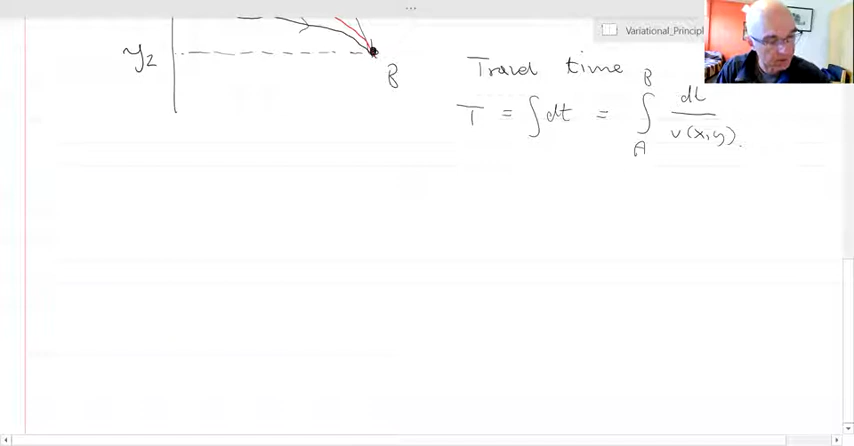 Variational_Principl
y₂
B
Travel time
T = ∫ dt = ∫_A^B dl / v(x,y).